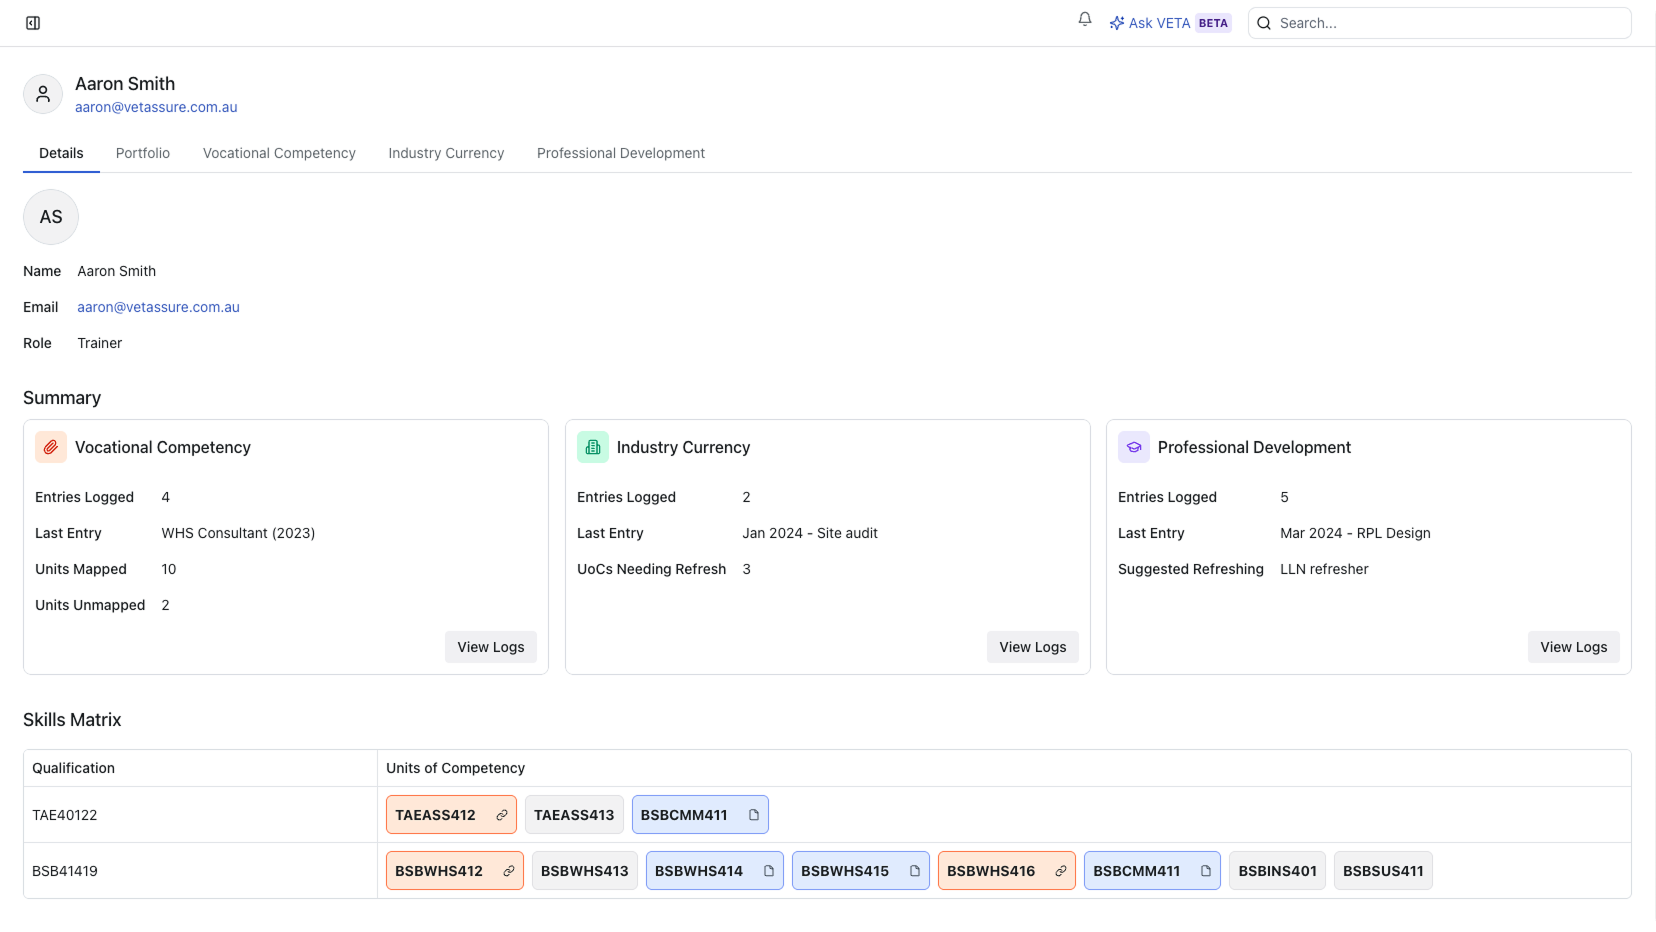 Ask VETA BETA Search...
Aaron Smith
aaron@vetassure.com.au
Details Portfolio Vocational Competency Industry Currency Professional Development
AS
Name Aaron Smith
Email aaron@vetassure.com.au
Role Trainer
Summary
Vocational Competency
Entries Logged 4
Last Entry WHS Consultant (2023)
Units Mapped 10
Units Unmapped 2
View Logs
Industry Currency
Entries Logged 2
Last Entry Jan 2024 - Site audit
UoCs Needing Refresh 3
View Logs
Professional Development
Entries Logged 5
Last Entry Mar 2024 - RPL Design
Suggested Refreshing LLN refresher
View Logs
Skills Matrix
Qualification Units of Competency
TAE40122 TAEASS412 TAEASS413 BSBCMM411
BSB41419 BSBWHS412 BSBWHS413 BSBWHS414 BSBWHS415 BSBWHS416 BSBCMM411 BSBINS401 BSBSUS411